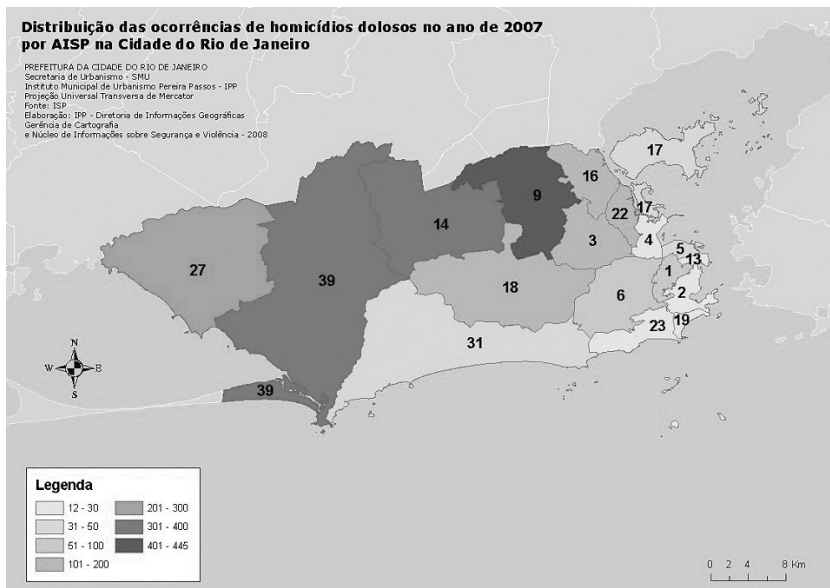 Distribuição das ocorrências de homicídios dolosos no ano de 2007
por AISP na Cidade do Rio de Janeiro
PREFEITURA DA CIDADE DO RIO DE JANEIRO
Secretaria de Urbanismo - SMU
Instituto Municipal de Urbanismo Pereira Passos - IPP
Projeção Universal Transversa de Mercator
Fonte: ISP
Elaboração: IPP - Diretoria de Informações Geográficas
Gerência de Cartografia
e Núcleo de Informações sobre Segurança e Violência - 2008
17
16
9
17
22
14
3
4
5
13
27
39
18
1
6
2
23
19
31
N
W
E
S
39
Legenda
12 - 30
201 - 300
31 - 50
301 - 400
51 - 100
401 - 445
101 - 200
0 2 4 8 Km